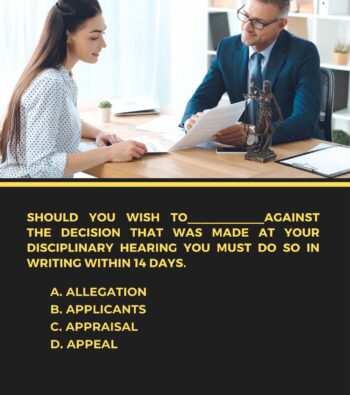 SHOULD YOU WISH TO____________AGAINST
THE DECISION THAT WAS MADE AT YOUR
DISCIPLINARY HEARING YOU MUST DO SO IN
WRITING WITHIN 14 DAYS.
A. ALLEGATION
B. APPLICANTS
C. APPRAISAL
D. APPEAL